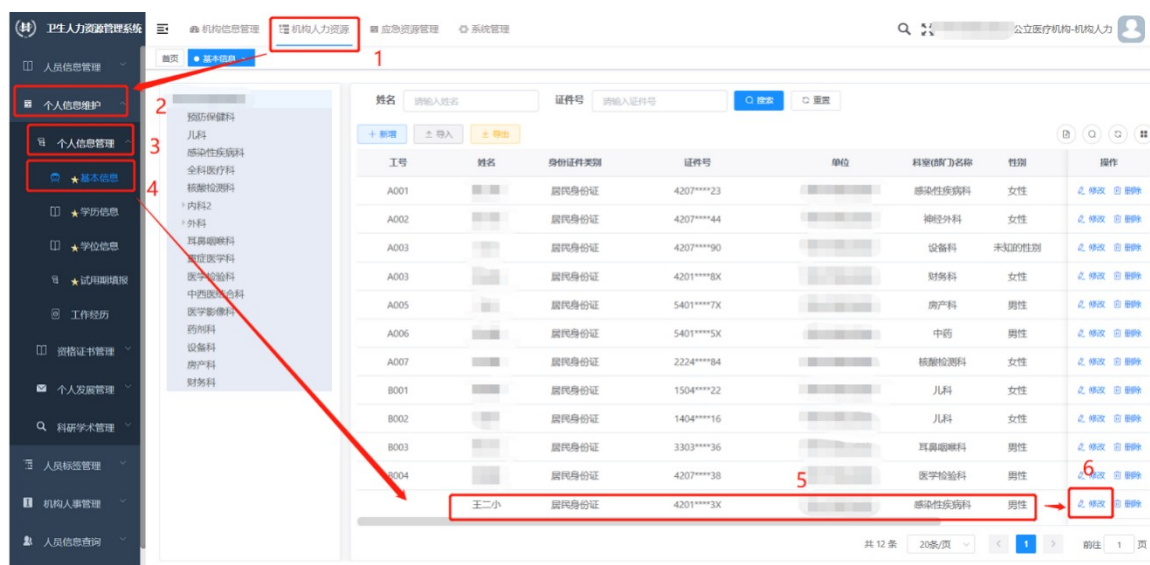 卫生人力资源管理系统
机构信息管理 机构人力资源 应急资源管理 系统管理
公立医疗机构-机构人力
首页 基本信息
1
人员信息管理
个人信息维护
2
个人信息管理
3
★基本信息
4
★学历信息
★学位信息
★试用期填报
工作经历
资格证书管理
个人发展管理
科研学术管理
人员标签管理
机构人事管理
人员信息查询
预防保健科
儿科
感染性疾病科
全科医疗科
核酸检测科
内科2
外科
耳鼻咽喉科
重症医学科
医学检验科
中西医结合科
医学影像科
药剂科
设备科
房产科
财务科
姓名 请输入姓名 证件号 请输入证件号 搜索 重置
新增 导入 导出
工号 姓名 身份证件类别 证件号 单位 科室(部门)名称 性别 操作
A001 居民身份证 4207****23 感染性疾病科 女性 修改 删除
A002 居民身份证 4207****44 神经外科 女性 修改 删除
A003 居民身份证 4207****90 设备科 未知的性别 修改 删除
A003 居民身份证 4201****8X 财务科 女性 修改 删除
A005 居民身份证 5401****7X 房产科 男性 修改 删除
A006 居民身份证 5401****5X 中药 男性 修改 删除
A007 居民身份证 2224****84 核酸检测科 女性 修改 删除
B001 居民身份证 1504****22 儿科 女性 修改 删除
B002 居民身份证 1404****16 儿科 女性 修改 删除
B003 居民身份证 3303****36 耳鼻咽喉科 男性 修改 删除
B004 居民身份证 4207****38 医学检验科 男性 修改 删除
5
6
王二小 居民身份证 4201****3X 感染性疾病科 男性 修改 删除
共 12 条 20条/页 1 前往 1 页